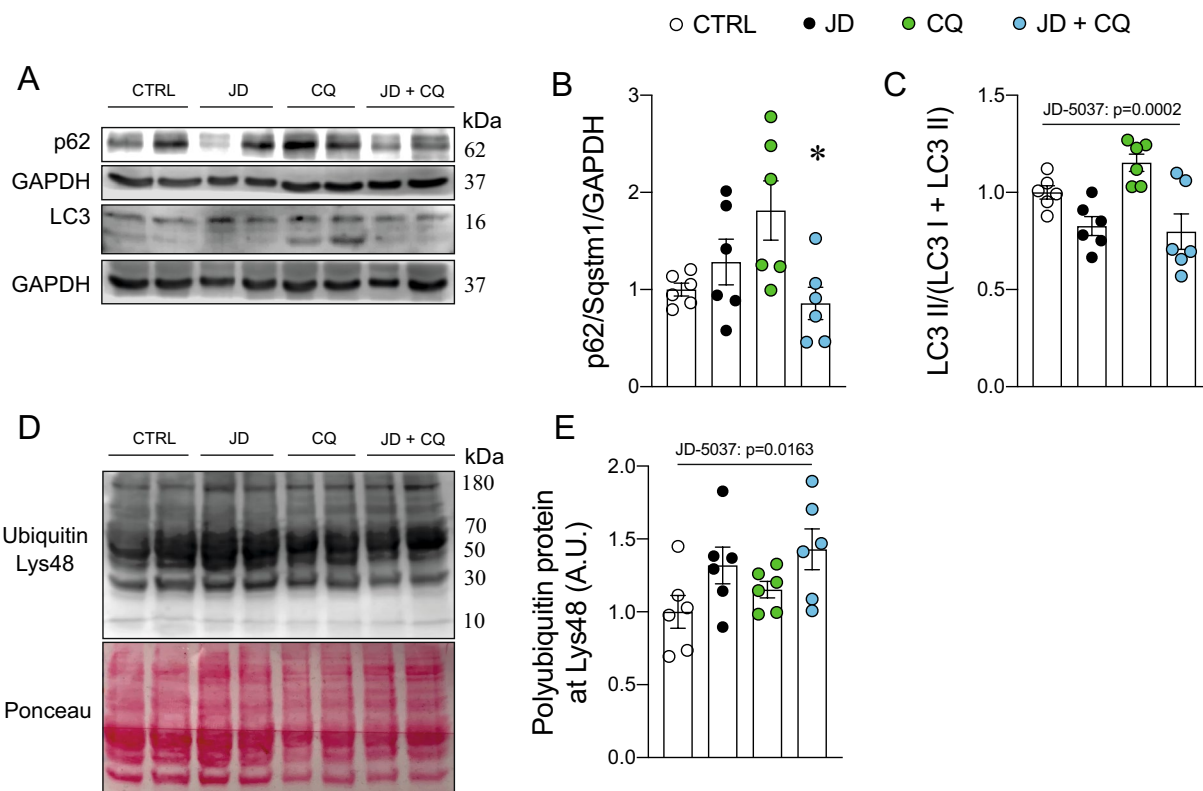 CTRL JD CQ JD + CQ
A
CTRL JD CQ JD + CQ
kDa
p62
62
GAPDH
37
LC3
16
GAPDH
37
B
p62/Sqstm1/GAPDH
3
2
1
0
*
C
LC3 II/(LC3 I + LC3 II)
JD-5037: p=0.0002
1.5
1.0
0.5
0.0
D
CTRL JD CQ JD + CQ
kDa
180
70
50
30
10
Ubiquitin
Lys48
Ponceau
E
JD-5037: p=0.0163
Polyubiquitin protein
at Lys48 (A.U.)
2.0
1.5
1.0
0.5
0.0